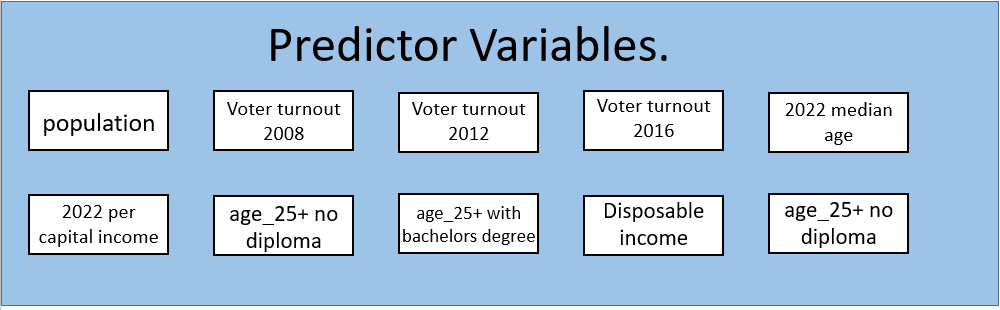 Predictor Variables.
population
Voter turnout
2008
Voter turnout
2012
Voter turnout
2016
2022 median
age
2022 per
capital income
age_25+ no
diploma
age_25+ with
bachelors degree
Disposable
income
age_25+ no
diploma